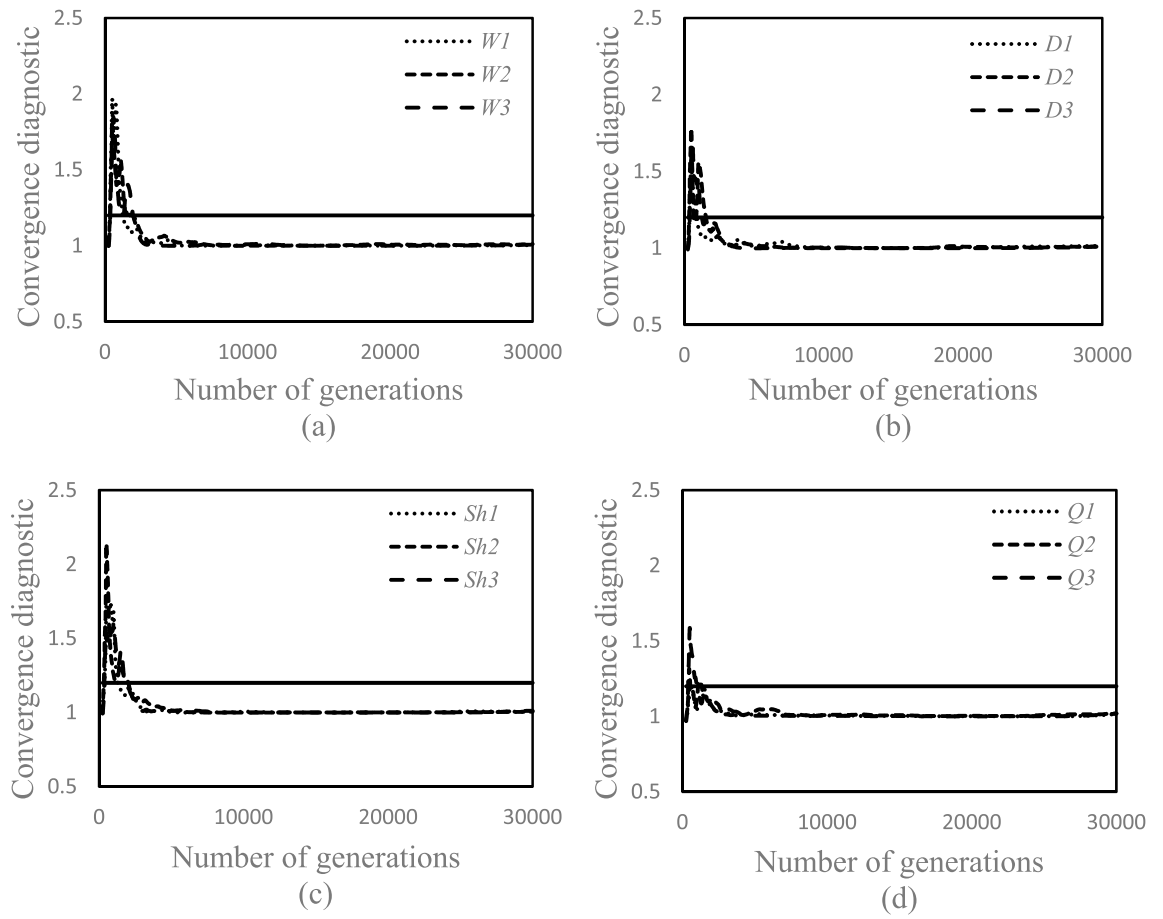 2.5
2
1.5
1
0.5
Convergence diagnostic
W1
W2
W3
0
10000
20000
30000
Number of generations
(a)
2.5
2
1.5
1
0.5
Convergence diagnostic
D1
D2
D3
0
10000
20000
30000
Number of generations
(b)
2.5
2
1.5
1
0.5
Convergence diagnostic
Sh1
Sh2
Sh3
0
10000
20000
30000
Number of generations
(c)
2.5
2
1.5
1
0.5
Convergence diagnostic
Q1
Q2
Q3
0
10000
20000
30000
Number of generations
(d)